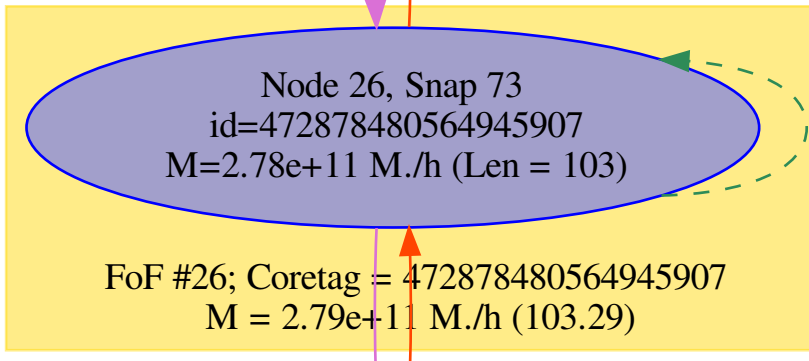 Node 26, Snap 73
id=472878480564945907
M=2.78e+11 M./h (Len = 103)
FoF #26; Coretag = 472878480564945907
M = 2.79e+11 M./h (103.29)